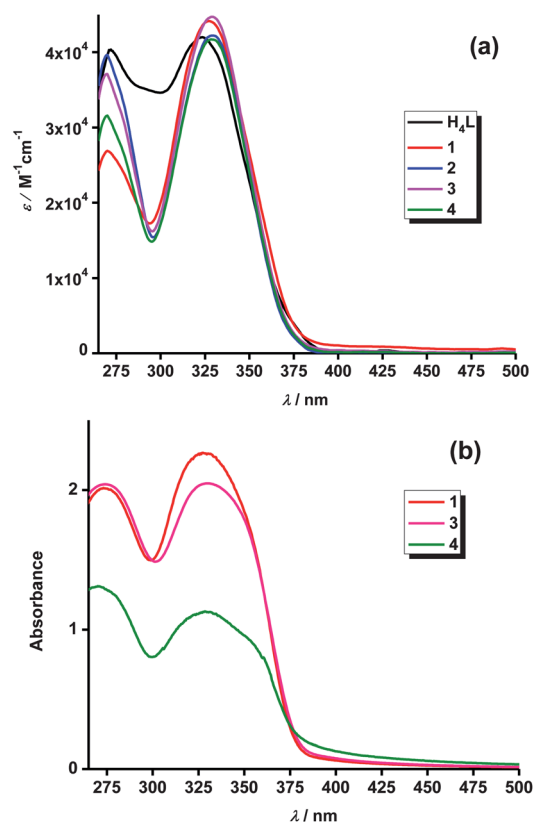 (a)
4x10⁴
3x10⁴
2x10⁴
1x10⁴
0
ε / M⁻¹cm⁻¹
H₄L
1
2
3
4
275 300 325 350 375 400 425 450 475 500
λ / nm
(b)
2
1
0
Absorbance
1
3
4
275 300 325 350 375 400 425 450 475 500
λ / nm